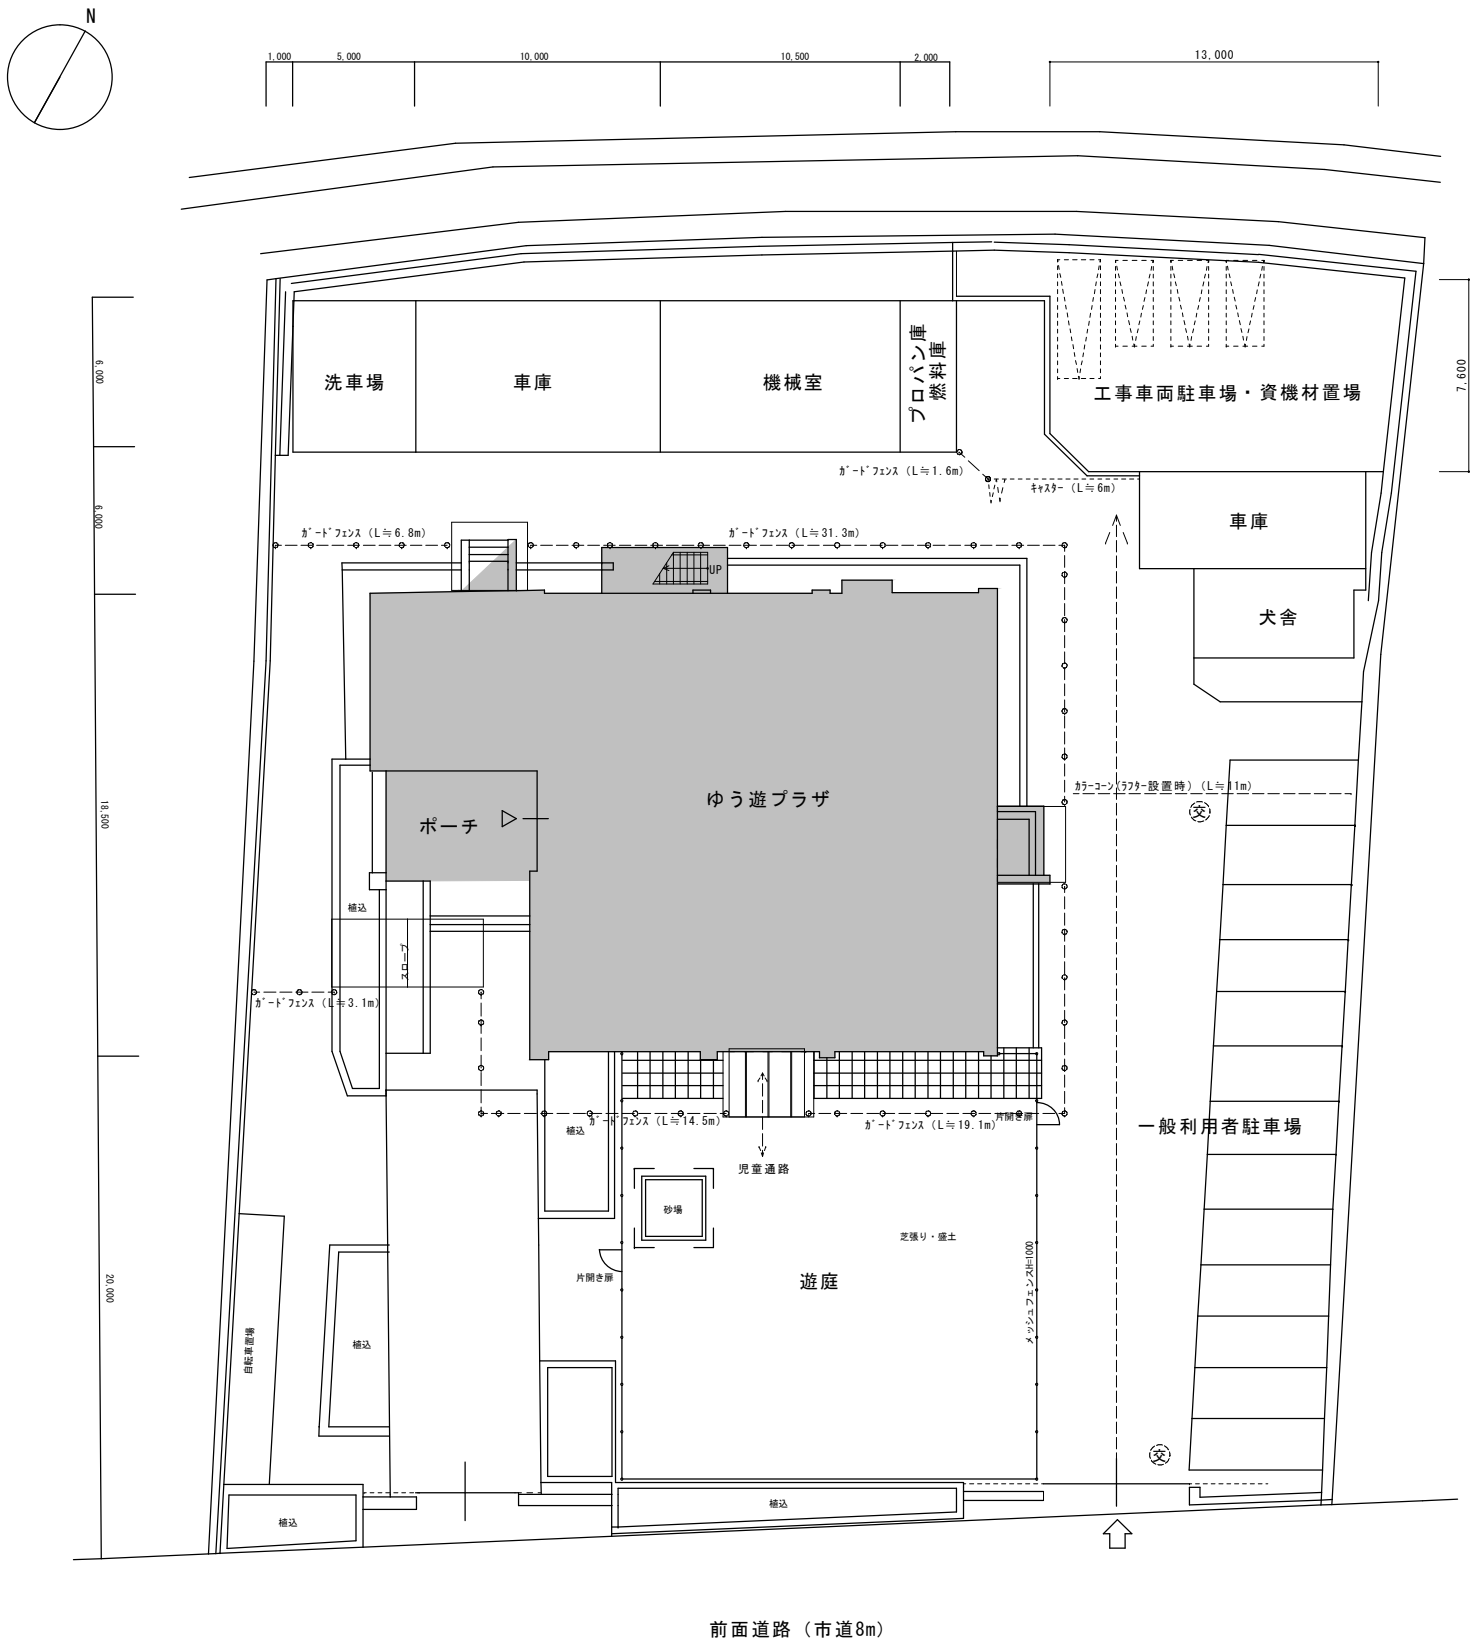 N
1,000
5,000
10,000
10,500
2,000
13,000
6,000
6,000
18,500
20,000
7,600
洗車場
車庫
機械室
プロパン庫
燃料庫
工事車両駐車場・資機材置場
ｶﾞｰﾄﾞﾌｪﾝｽ（L≒1.6m）
ｷｬｽﾀｰ（L≒6m）
車庫
ｶﾞｰﾄﾞﾌｪﾝｽ（L≒6.8m）
ｶﾞｰﾄﾞﾌｪﾝｽ（L≒31.3m）
UP
犬舎
ゆう遊プラザ
ポーチ
ｶﾗｰｺｰﾝ(ﾗﾌﾀｰ設置時)（L≒11m）
交
植込
スロープ
ｶﾞｰﾄﾞﾌｪﾝｽ（L≒3.1m）
ｶﾞｰﾄﾞﾌｪﾝｽ（L≒14.5m）
植込
ｶﾞｰﾄﾞﾌｪﾝｽ（L≒19.1m）
片開き扉
一般利用者駐車場
児童通路
砂場
芝張り・盛土
片開き扉
遊庭
メッシュフェンスH=1000
自転車置場
植込
交
植込
植込
前面道路（市道8m）